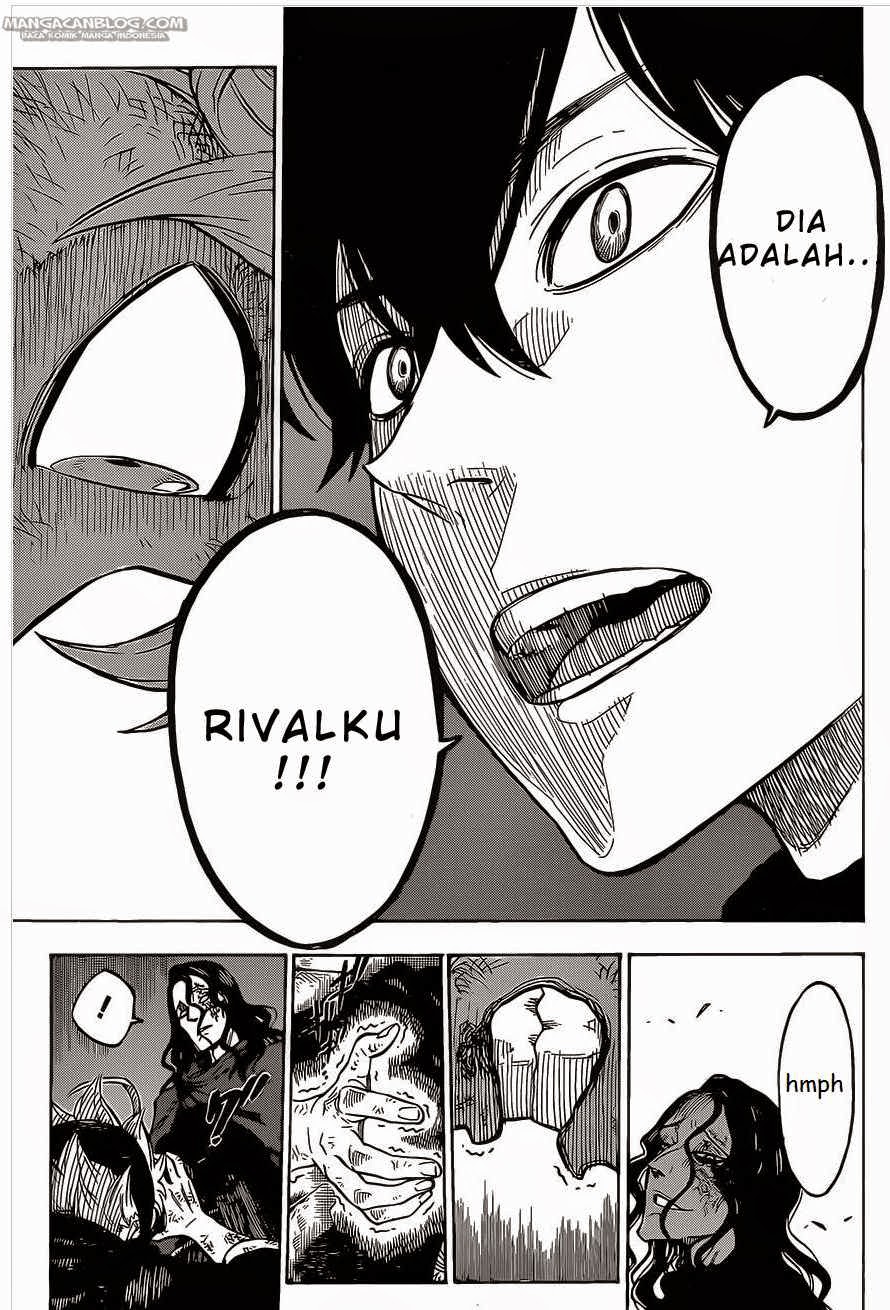 MANGACANBLOG.COM
BACA KOMIK MANGA INDONESIA
DIA
ADALAH...
RIVALKU
!!!
hmph
!